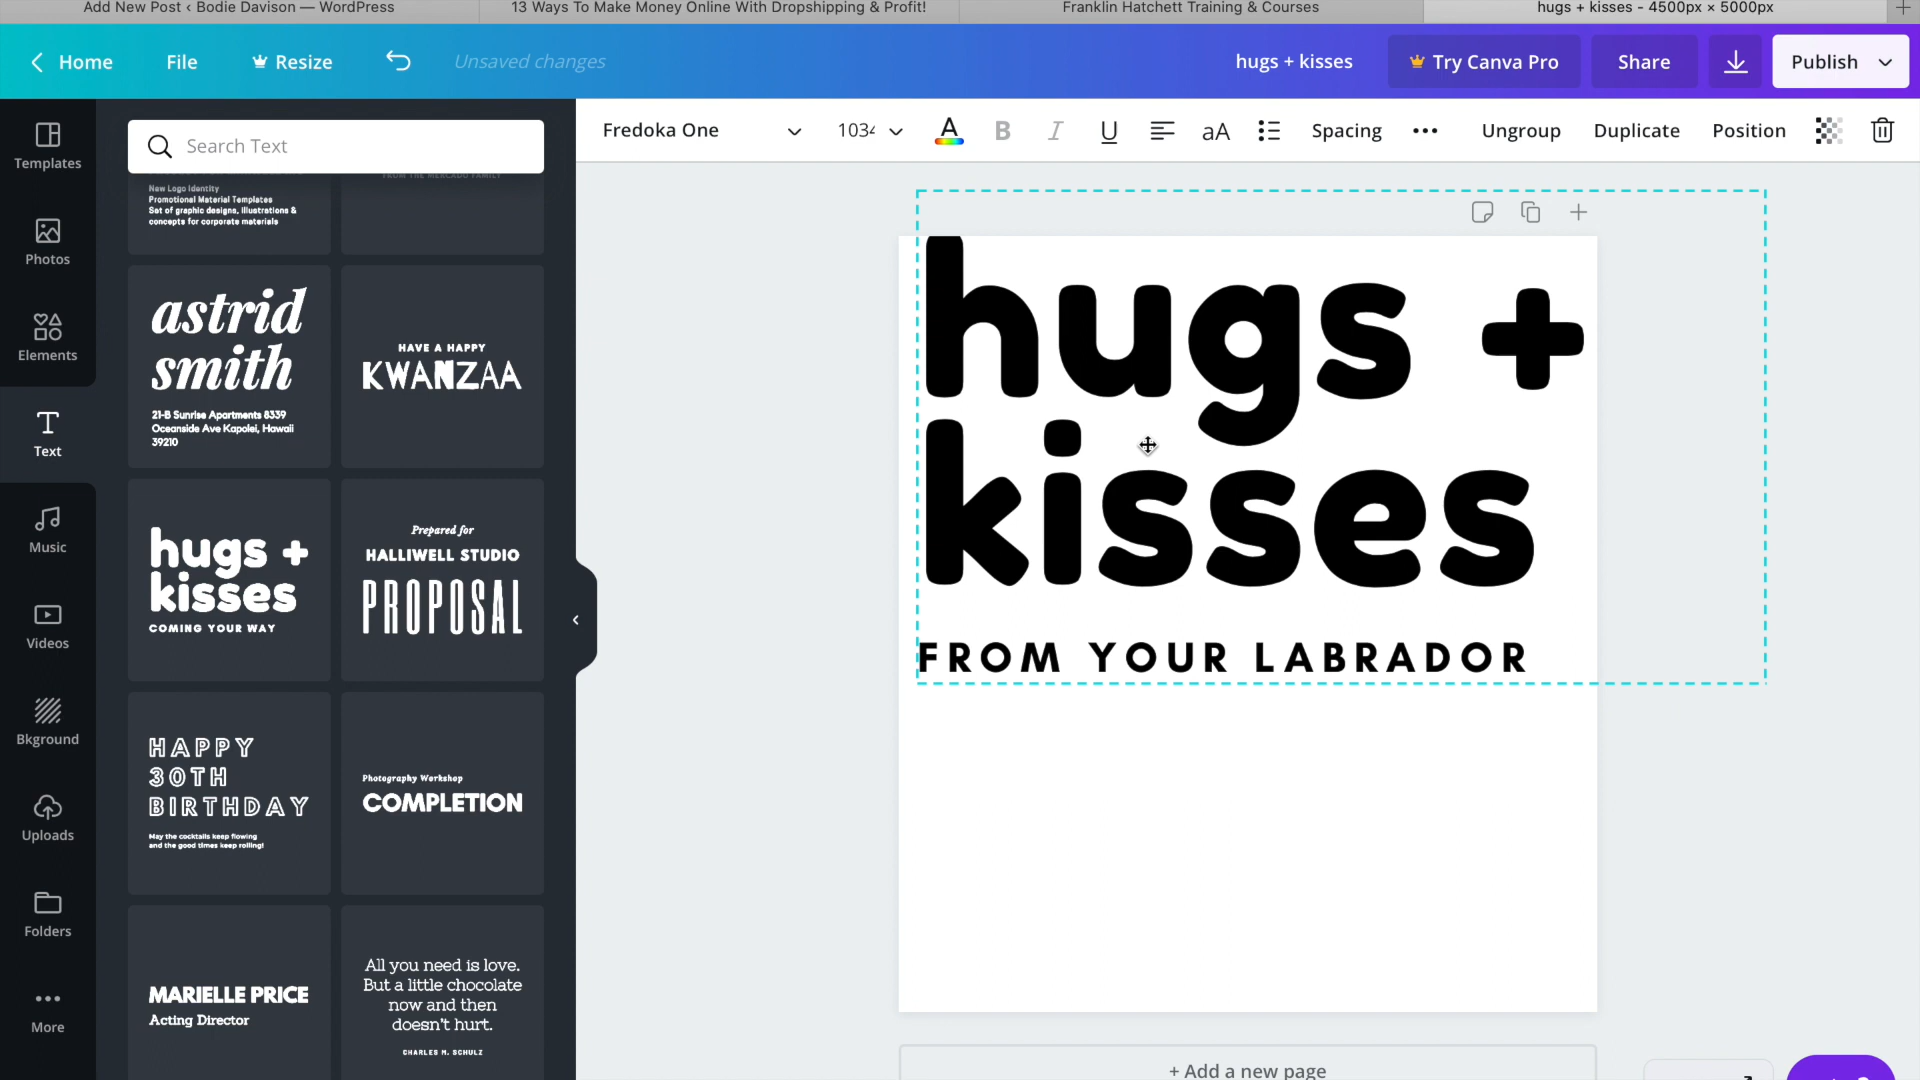 Add New Post ‹ Bodie Davison — WordPress
13 Ways To Make Money Online With Dropshipping & Profit!
Franklin Hatchett Training & Courses
hugs + kisses - 4500px × 5000px
Home
File
Resize
Unsaved changes
hugs + kisses
Try Canva Pro
Share
Publish
Templates
Photos
Elements
Text
Music
Videos
Bkground
Uploads
Folders
More
Search Text
New Logo Identity
Promotional Material Templates
Set of graphic designs, illustrations &
concepts for corporate materials
FROM THE MERCADO FAMILY
astrid
smith
21-B Sunrise Apartments 8339
Oceanside Ave Kapolei, Hawaii
39210
HAVE A HAPPY
KWANZAA
hugs +
kisses
COMING YOUR WAY
Prepared for
HALLIWELL STUDIO
PROPOSAL
HAPPY
30TH
BIRTHDAY
May the cocktails keep flowing
and the good times keep rolling!
Photography Workshop
COMPLETION
MARIELLE PRICE
Acting Director
All you need is love.
But a little chocolate
now and then
doesn't hurt.
CHARLES M. SCHULZ
Fredoka One
1034
A
B
I
U
aA
Spacing
Ungroup
Duplicate
Position
hugs +
kisses
FROM YOUR LABRADOR
+ Add a new page